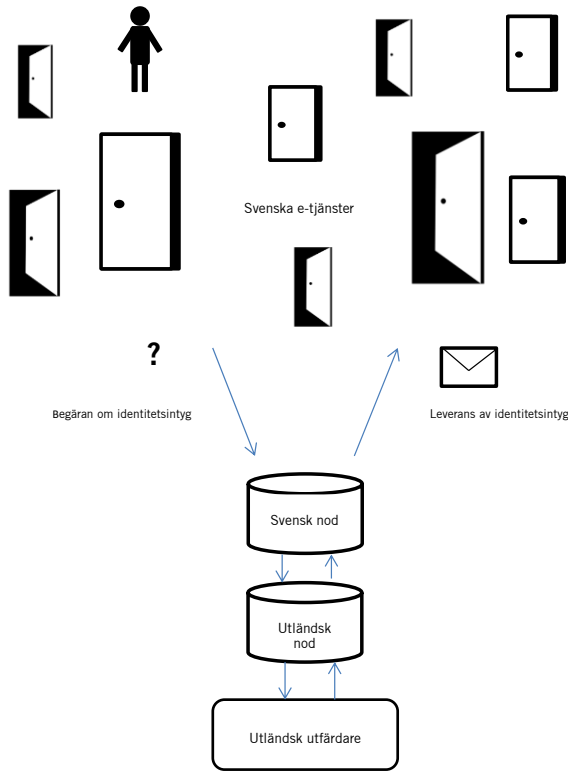 Svenska e-tjänster
?
Begäran om identitetsintyg
Leverans av identitetsintyg
Svensk nod
Utländsk
nod
Utländsk utfärdare